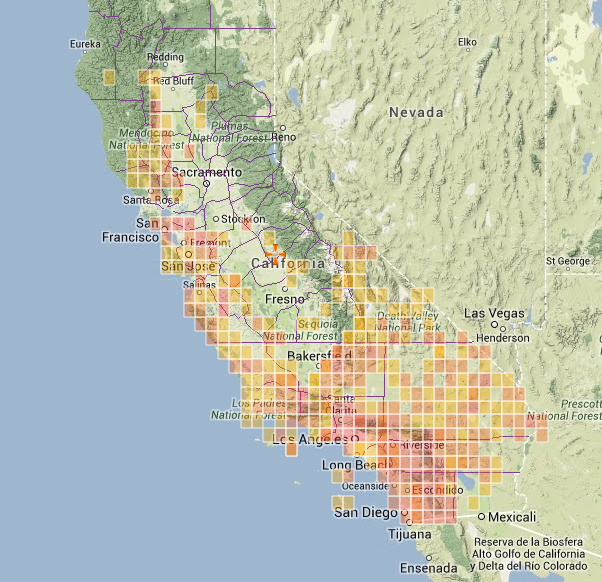 Eureka
Elko
Redding
Red Bluff
Nevada
Plumas
National Forest
Reno
Mendocino
National Forest
Sacramento
Santa Rosa
Stockton
San
Francisco
Fremont
San Jose
California
St George
Salinas
Fresno
Las Vegas
Death Valley
National Park
Henderson
Sequoia
National Forest
Bakersfield
Santa
Clarita
Los Padres
National Forest
Prescott
National Forest
Los Angeles
Riverside
Long Beach
Oceanside
Escondido
San Diego
Mexicali
Tijuana
Reserva de la Biosfera
Alto Golfo de California
y Delta del Río Colorado
Ensenada